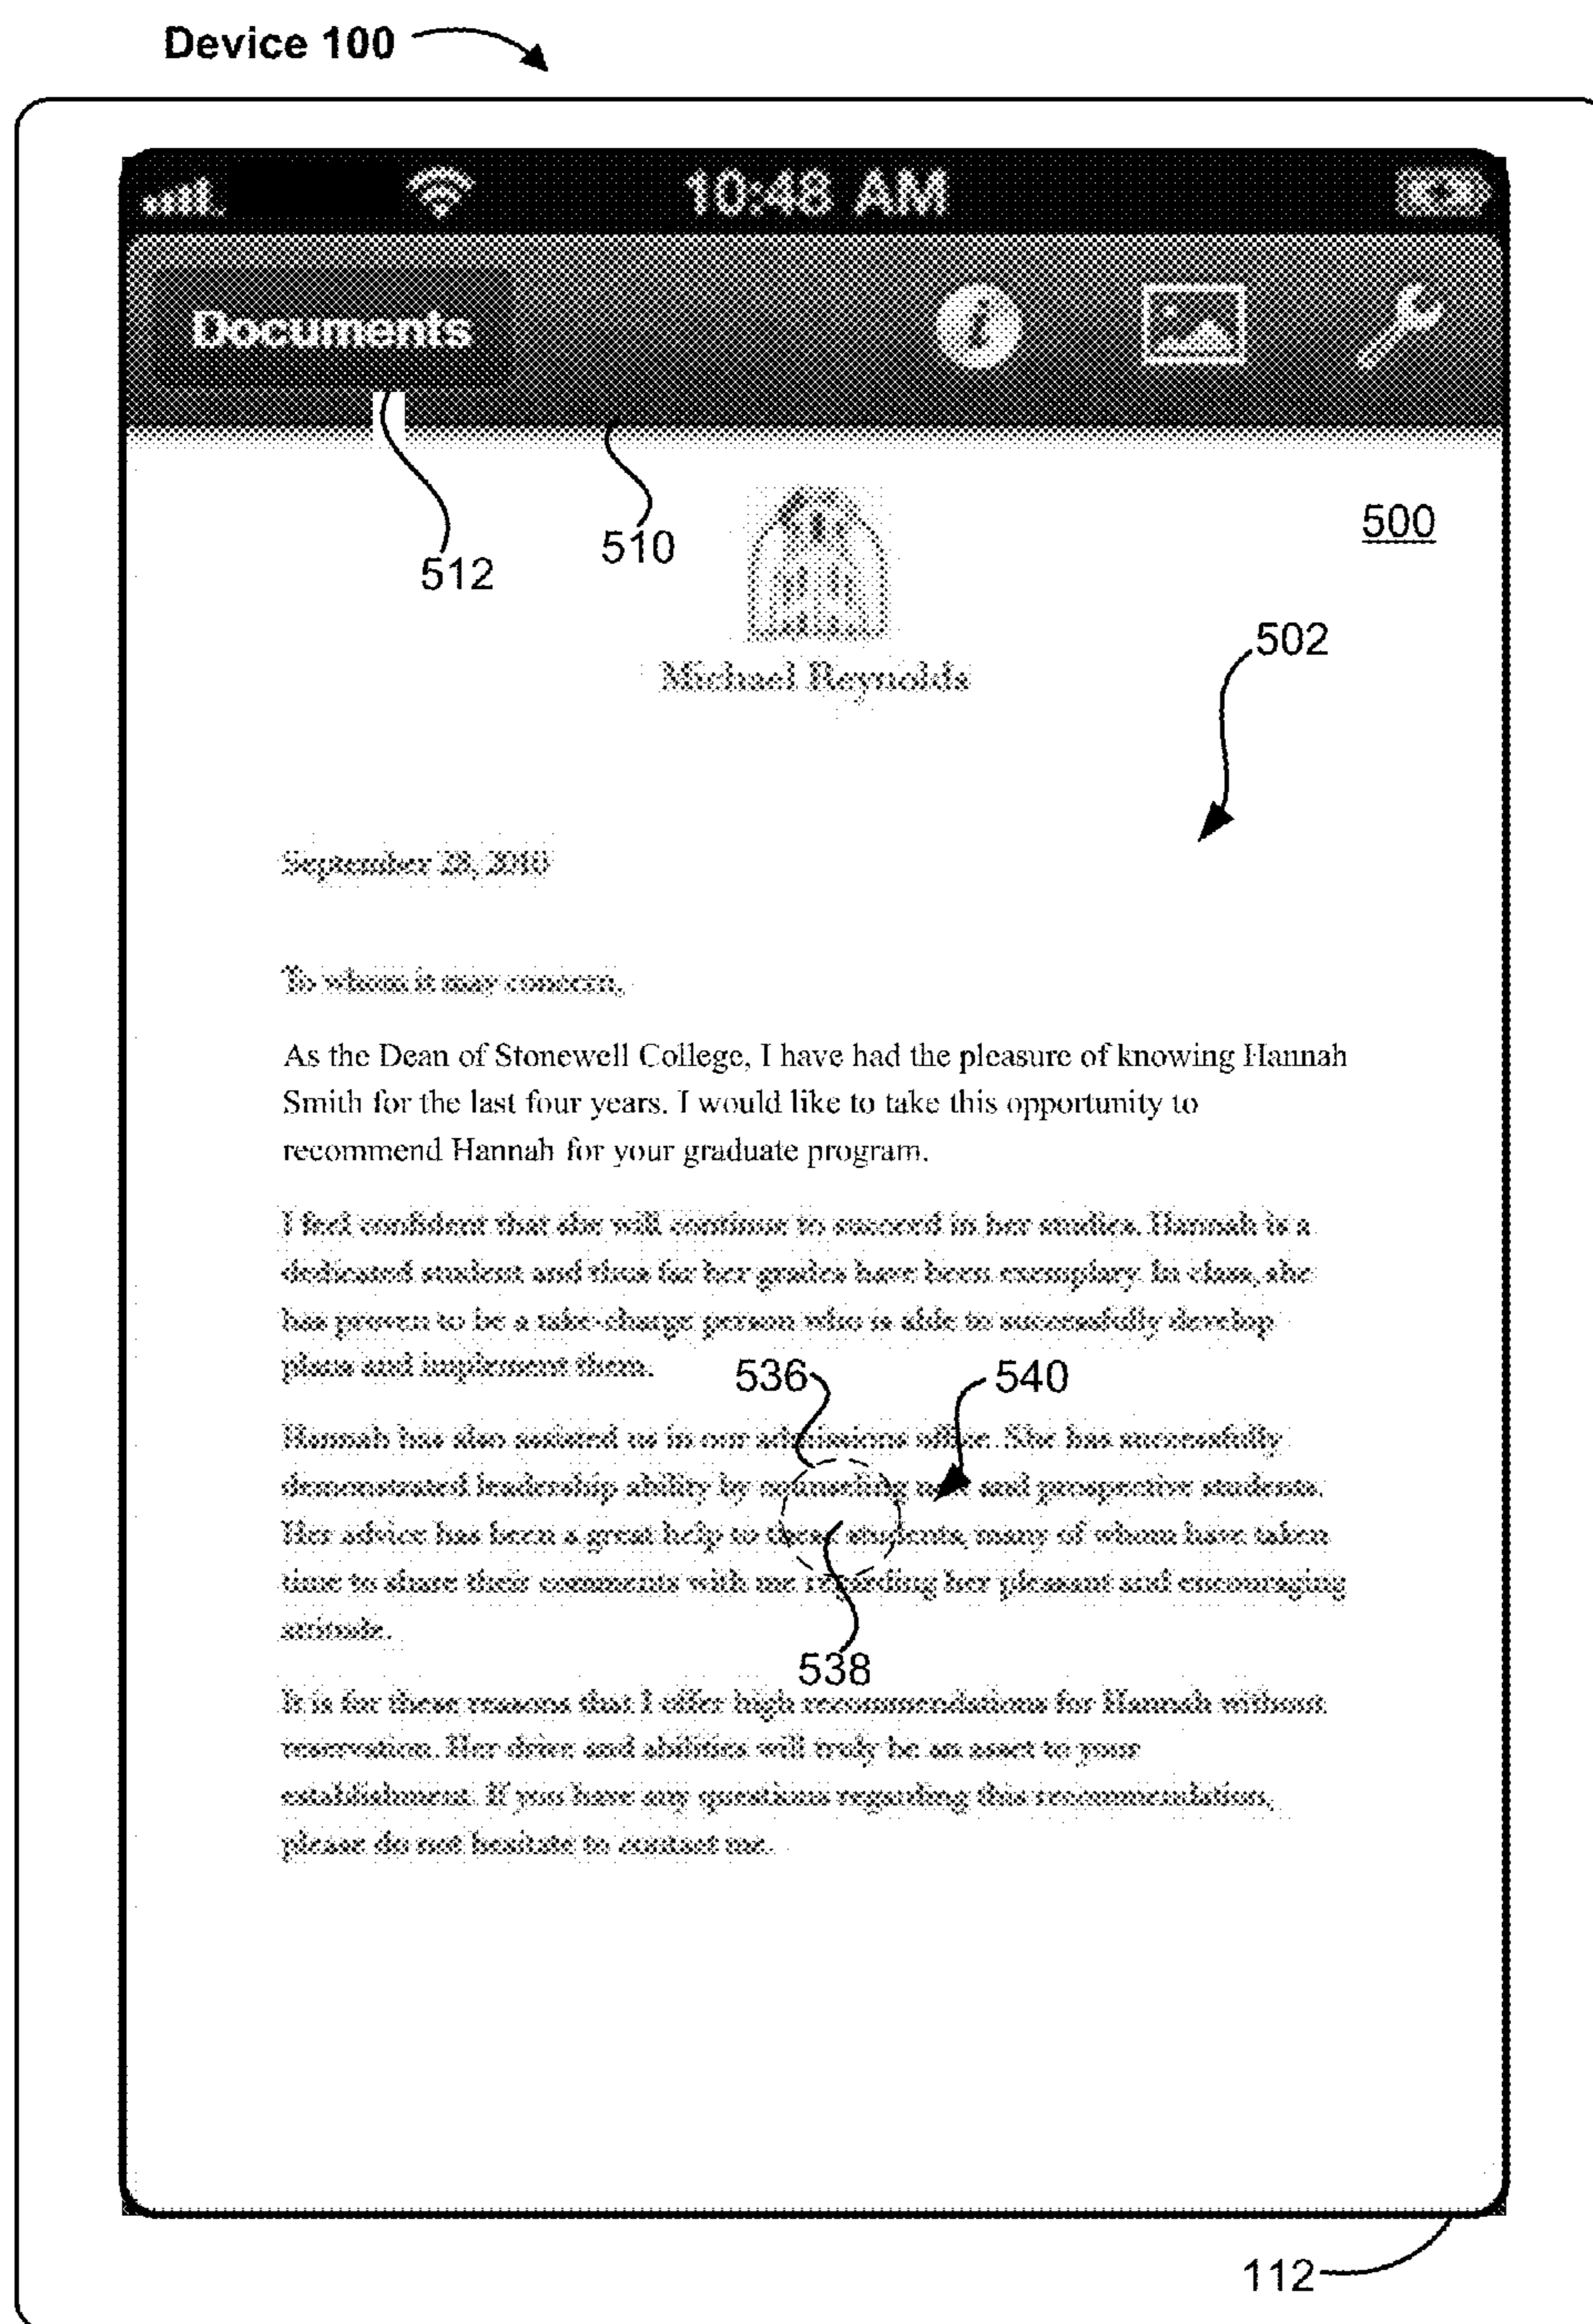 Device 100
10:48 AM
Documents
512
510
500
Michael Reynolds
502
September 28, 2010
To whom it may concern,
As the Dean of Stonewell College, I have had the pleasure of knowing Hannah
Smith for the last four years. I would like to take this opportunity to
recommend Hannah for your graduate program.
I feel confident that she will continue to succeed in her studies. Hannah is a
dedicated student and thus far her grades have been exemplary. In class, she
has proven to be a take-charge person who is able to successfully develop
plans and implement them.
536
540
Hannah has also assisted us in our admissions office. She has successfully
demonstrated leadership ability by counseling new and prospective students.
Her advice has been a great help to these students, many of whom have taken
time to share their comments with me regarding her pleasant and encouraging
attitude.
538
It is for these reasons that I offer high recommendations for Hannah without
reservation. Her drive and abilities will truly be an asset to your
establishment. If you have any questions regarding this recommendation,
please do not hesitate to contact me.
112